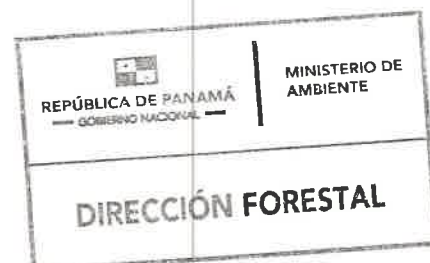 REPÚBLICA DE PANAMÁ
— GOBIERNO NACIONAL —
MINISTERIO DE
AMBIENTE
DIRECCIÓN FORESTAL